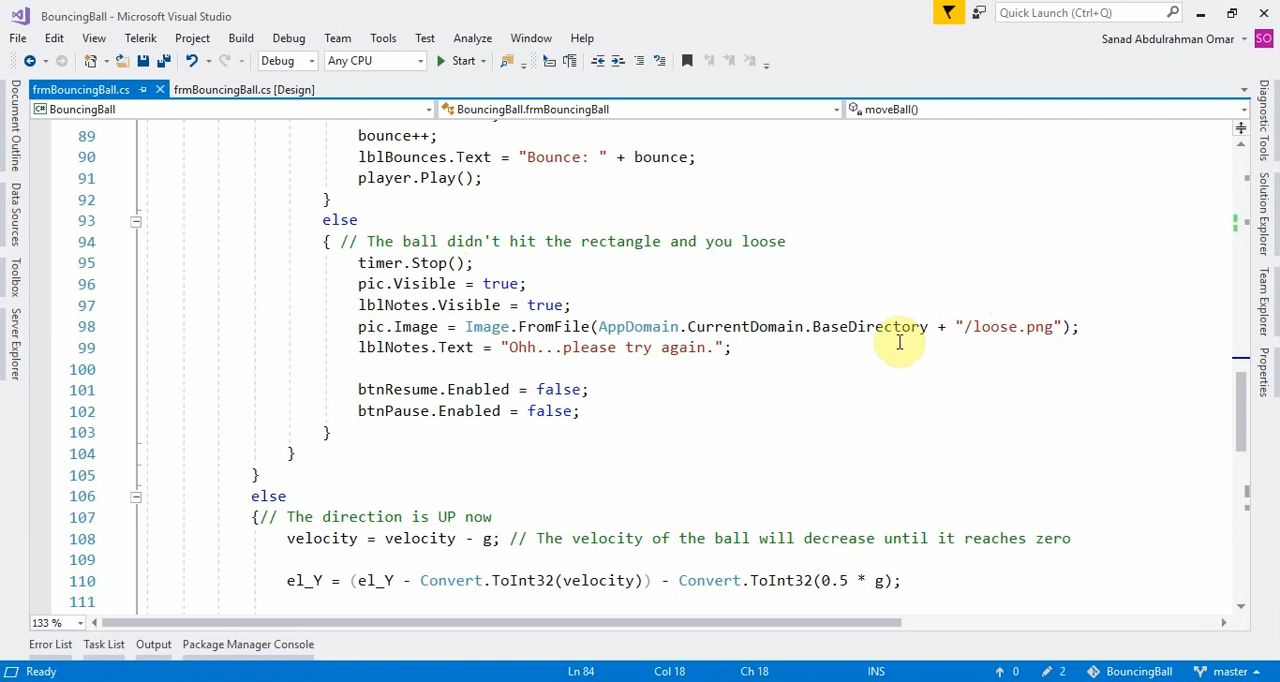 BouncingBall - Microsoft Visual Studio
Quick Launch (Ctrl+Q)
File Edit View Telerik Project Build Debug Team Tools Test Analyze Window Help
Sanad Abdulrahman Omar SO
Debug Any CPU Start
frmBouncingBall.cs frmBouncingBall.cs [Design]
BouncingBall BouncingBall.frmBouncingBall moveBall()
Document Outline
Data Sources
Toolbox
Server Explorer
89 bounce++;
90 lblBounces.Text = "Bounce: " + bounce;
91 player.Play();
92 }
93 else
94 { // The ball didn't hit the rectangle and you loose
95 timer.Stop();
96 pic.Visible = true;
97 lblNotes.Visible = true;
98 pic.Image = Image.FromFile(AppDomain.CurrentDomain.BaseDirectory + "/loose.png");
99 lblNotes.Text = "Ohh...please try again.";
100
101 btnResume.Enabled = false;
102 btnPause.Enabled = false;
103 }
104 }
105 }
106 else
107 {// The direction is UP now
108 velocity = velocity - g; // The velocity of the ball will decrease until it reaches zero
109
110 el_Y = (el_Y - Convert.ToInt32(velocity)) - Convert.ToInt32(0.5 * g);
111
Diagnostic Tools
Solution Explorer
Team Explorer
Properties
133 %
Error List Task List Output Package Manager Console
Ready Ln 84 Col 18 Ch 18 INS 0 2 BouncingBall master